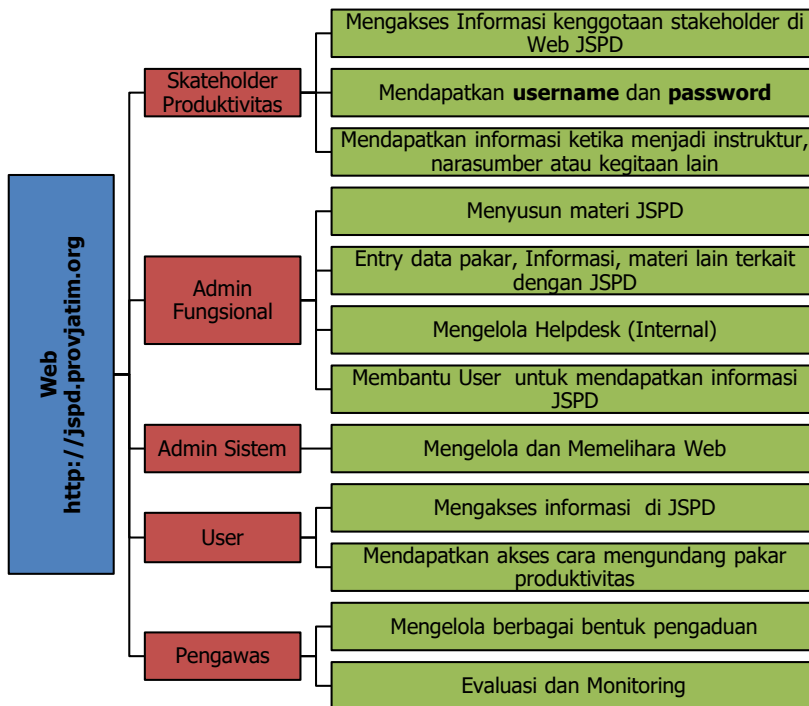 Web
http://jspd.provjatim.org
Skateholder
Produktivitas
Mengakses Informasi kenggotaan stakeholder di
Web JSPD
Mendapatkan username dan password
Mendapatkan informasi ketika menjadi instruktur,
narasumber atau kegitaan lain
Admin
Fungsional
Menyusun materi JSPD
Entry data pakar, Informasi, materi lain terkait
dengan JSPD
Mengelola Helpdesk (Internal)
Membantu User untuk mendapatkan informasi
JSPD
Admin Sistem
Mengelola dan Memelihara Web
User
Mengakses informasi di JSPD
Mendapatkan akses cara mengundang pakar
produktivitas
Pengawas
Mengelola berbagai bentuk pengaduan
Evaluasi dan Monitoring